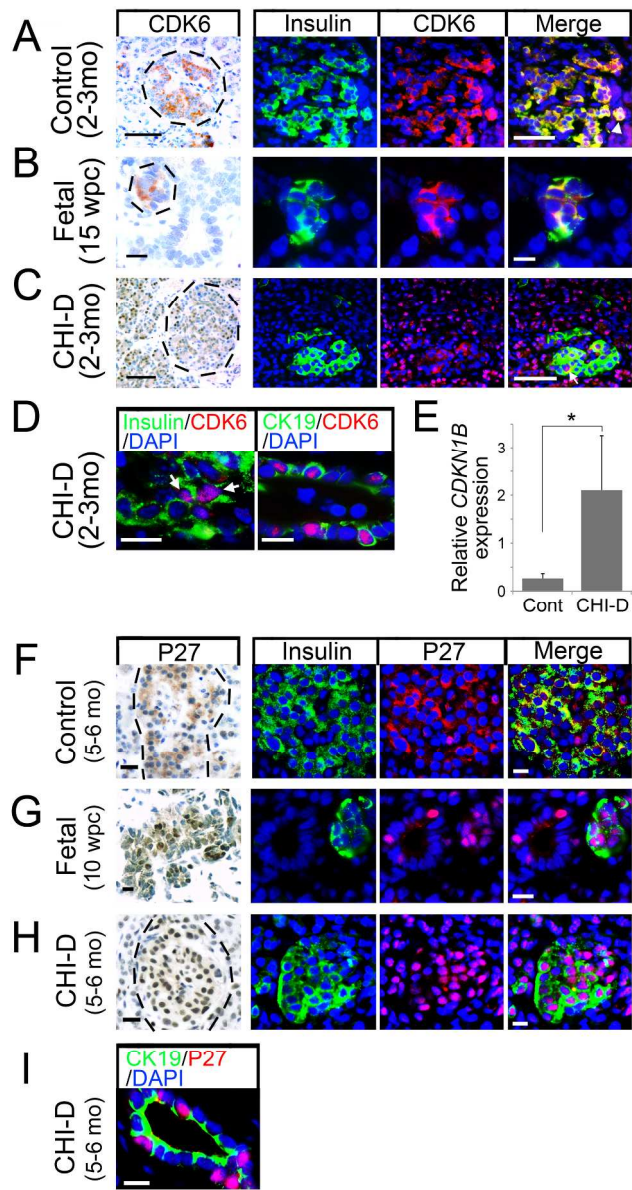 A
CDK6 Insulin CDK6 Merge
Control
(2-3mo)
B
Fetal
(15 wpc)
C
CHI-D
(2-3mo)
D
Insulin/CDK6
/DAPI
CK19/CDK6
/DAPI
CHI-D
(2-3mo)
E
Relative CDKN1B
expression
3
2
1
0
*
Cont CHI-D
F
P27 Insulin P27 Merge
Control
(5-6 mo)
G
Fetal
(10 wpc)
H
CHI-D
(5-6 mo)
I
CK19/P27
/DAPI
CHI-D
(5-6 mo)